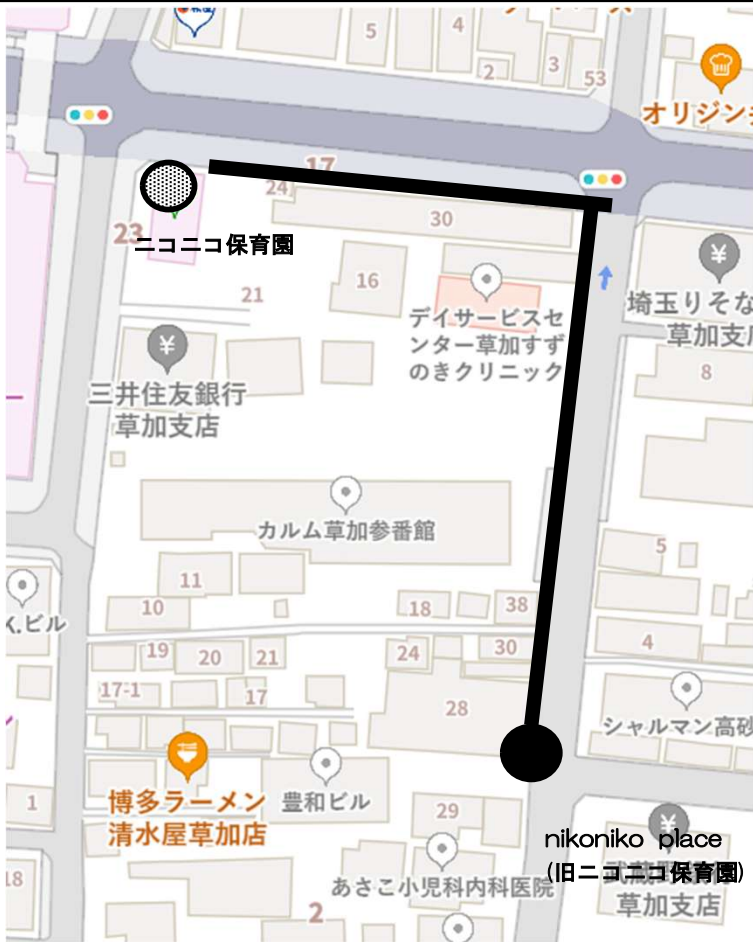 5
4
2
3
53
オリジン
17
24
30
23
ニコニコ保育園
16
21
デイサービスセ
ンター草加すず
のきクリニック
埼玉りそな
草加支
8
三井住友銀行
草加支店
カルム草加参番館
5
11
10
18
38
K.ビル
19
20
21
24
30
4
17-1
17
28
シャルマン高砂
博多ラーメン
清水屋草加店
豊和ビル
1
29
nikoniko place
(旧ニコニコ保育園)
あさこ小児科内科医院
草加支店
18
2